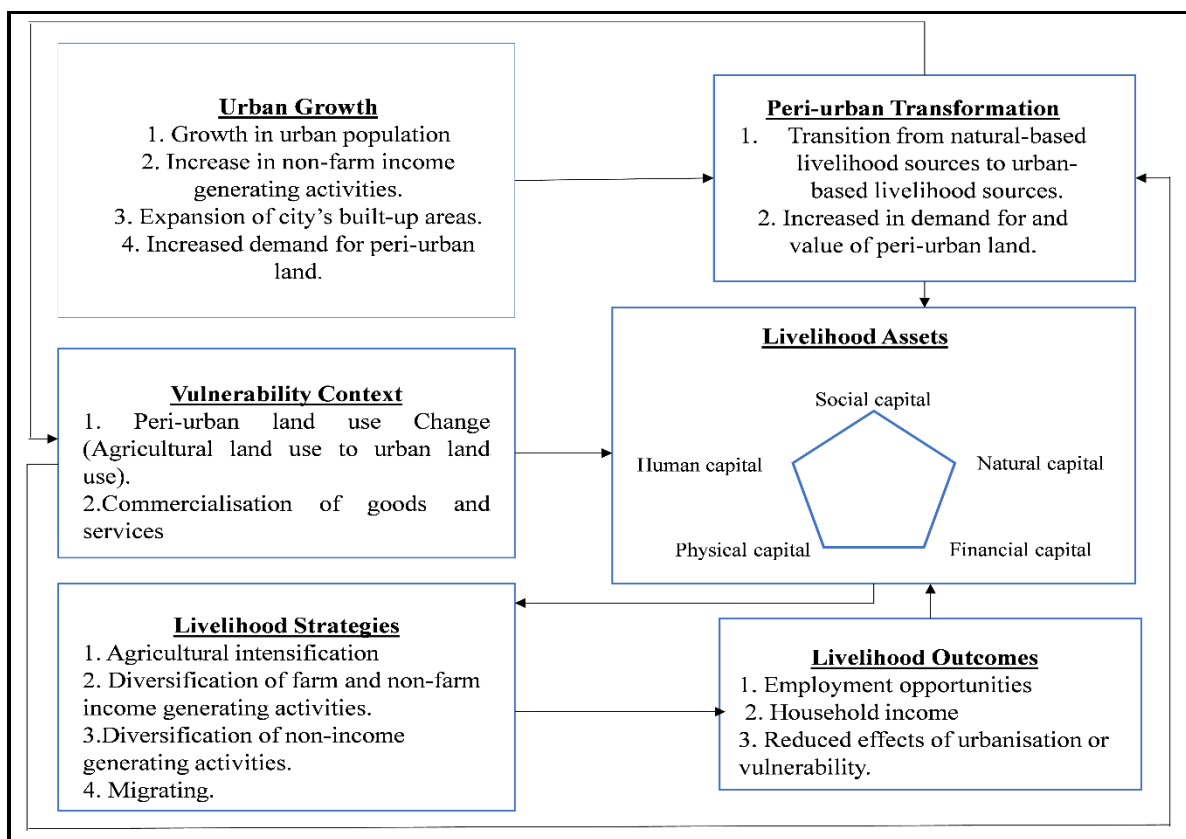 Urban Growth
1. Growth in urban population
2. Increase in non-farm income
generating activities.
3. Expansion of city's built-up areas.
4. Increased demand for peri-urban
land.
Peri-urban Transformation
1. Transition from natural-based
livelihood sources to urban-
based livelihood sources.
2. Increased in demand for and
value of peri-urban land.
Vulnerability Context
1. Peri-urban land use Change
(Agricultural land use to urban land
use).
2.Commercialisation of goods and
services
Livelihood Assets
Social capital
Human capital
Natural capital
Physical capital
Financial capital
Livelihood Strategies
1. Agricultural intensification
2. Diversification of farm and non-farm
income generating activities.
3.Diversification of non-income
generating activities.
4. Migrating.
Livelihood Outcomes
1. Employment opportunities
2. Household income
3. Reduced effects of urbanisation or
vulnerability.